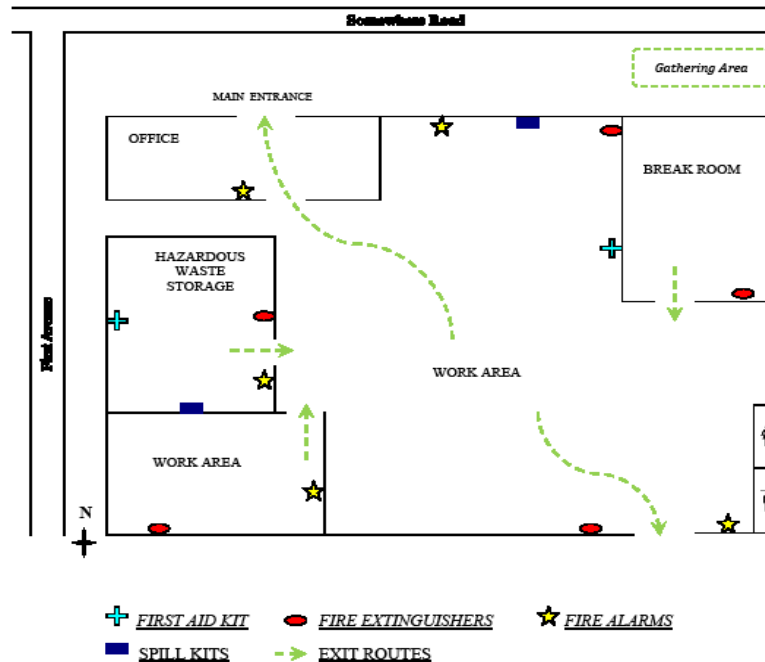 Somewhere Road
Gathering Area
MAIN ENTRANCE
OFFICE
BREAK ROOM
HAZARDOUS
WASTE
STORAGE
First Avenue
WORK AREA
WORK AREA
N
FIRST AID KIT
FIRE EXTINGUISHERS
FIRE ALARMS
SPILL KITS
EXIT ROUTES